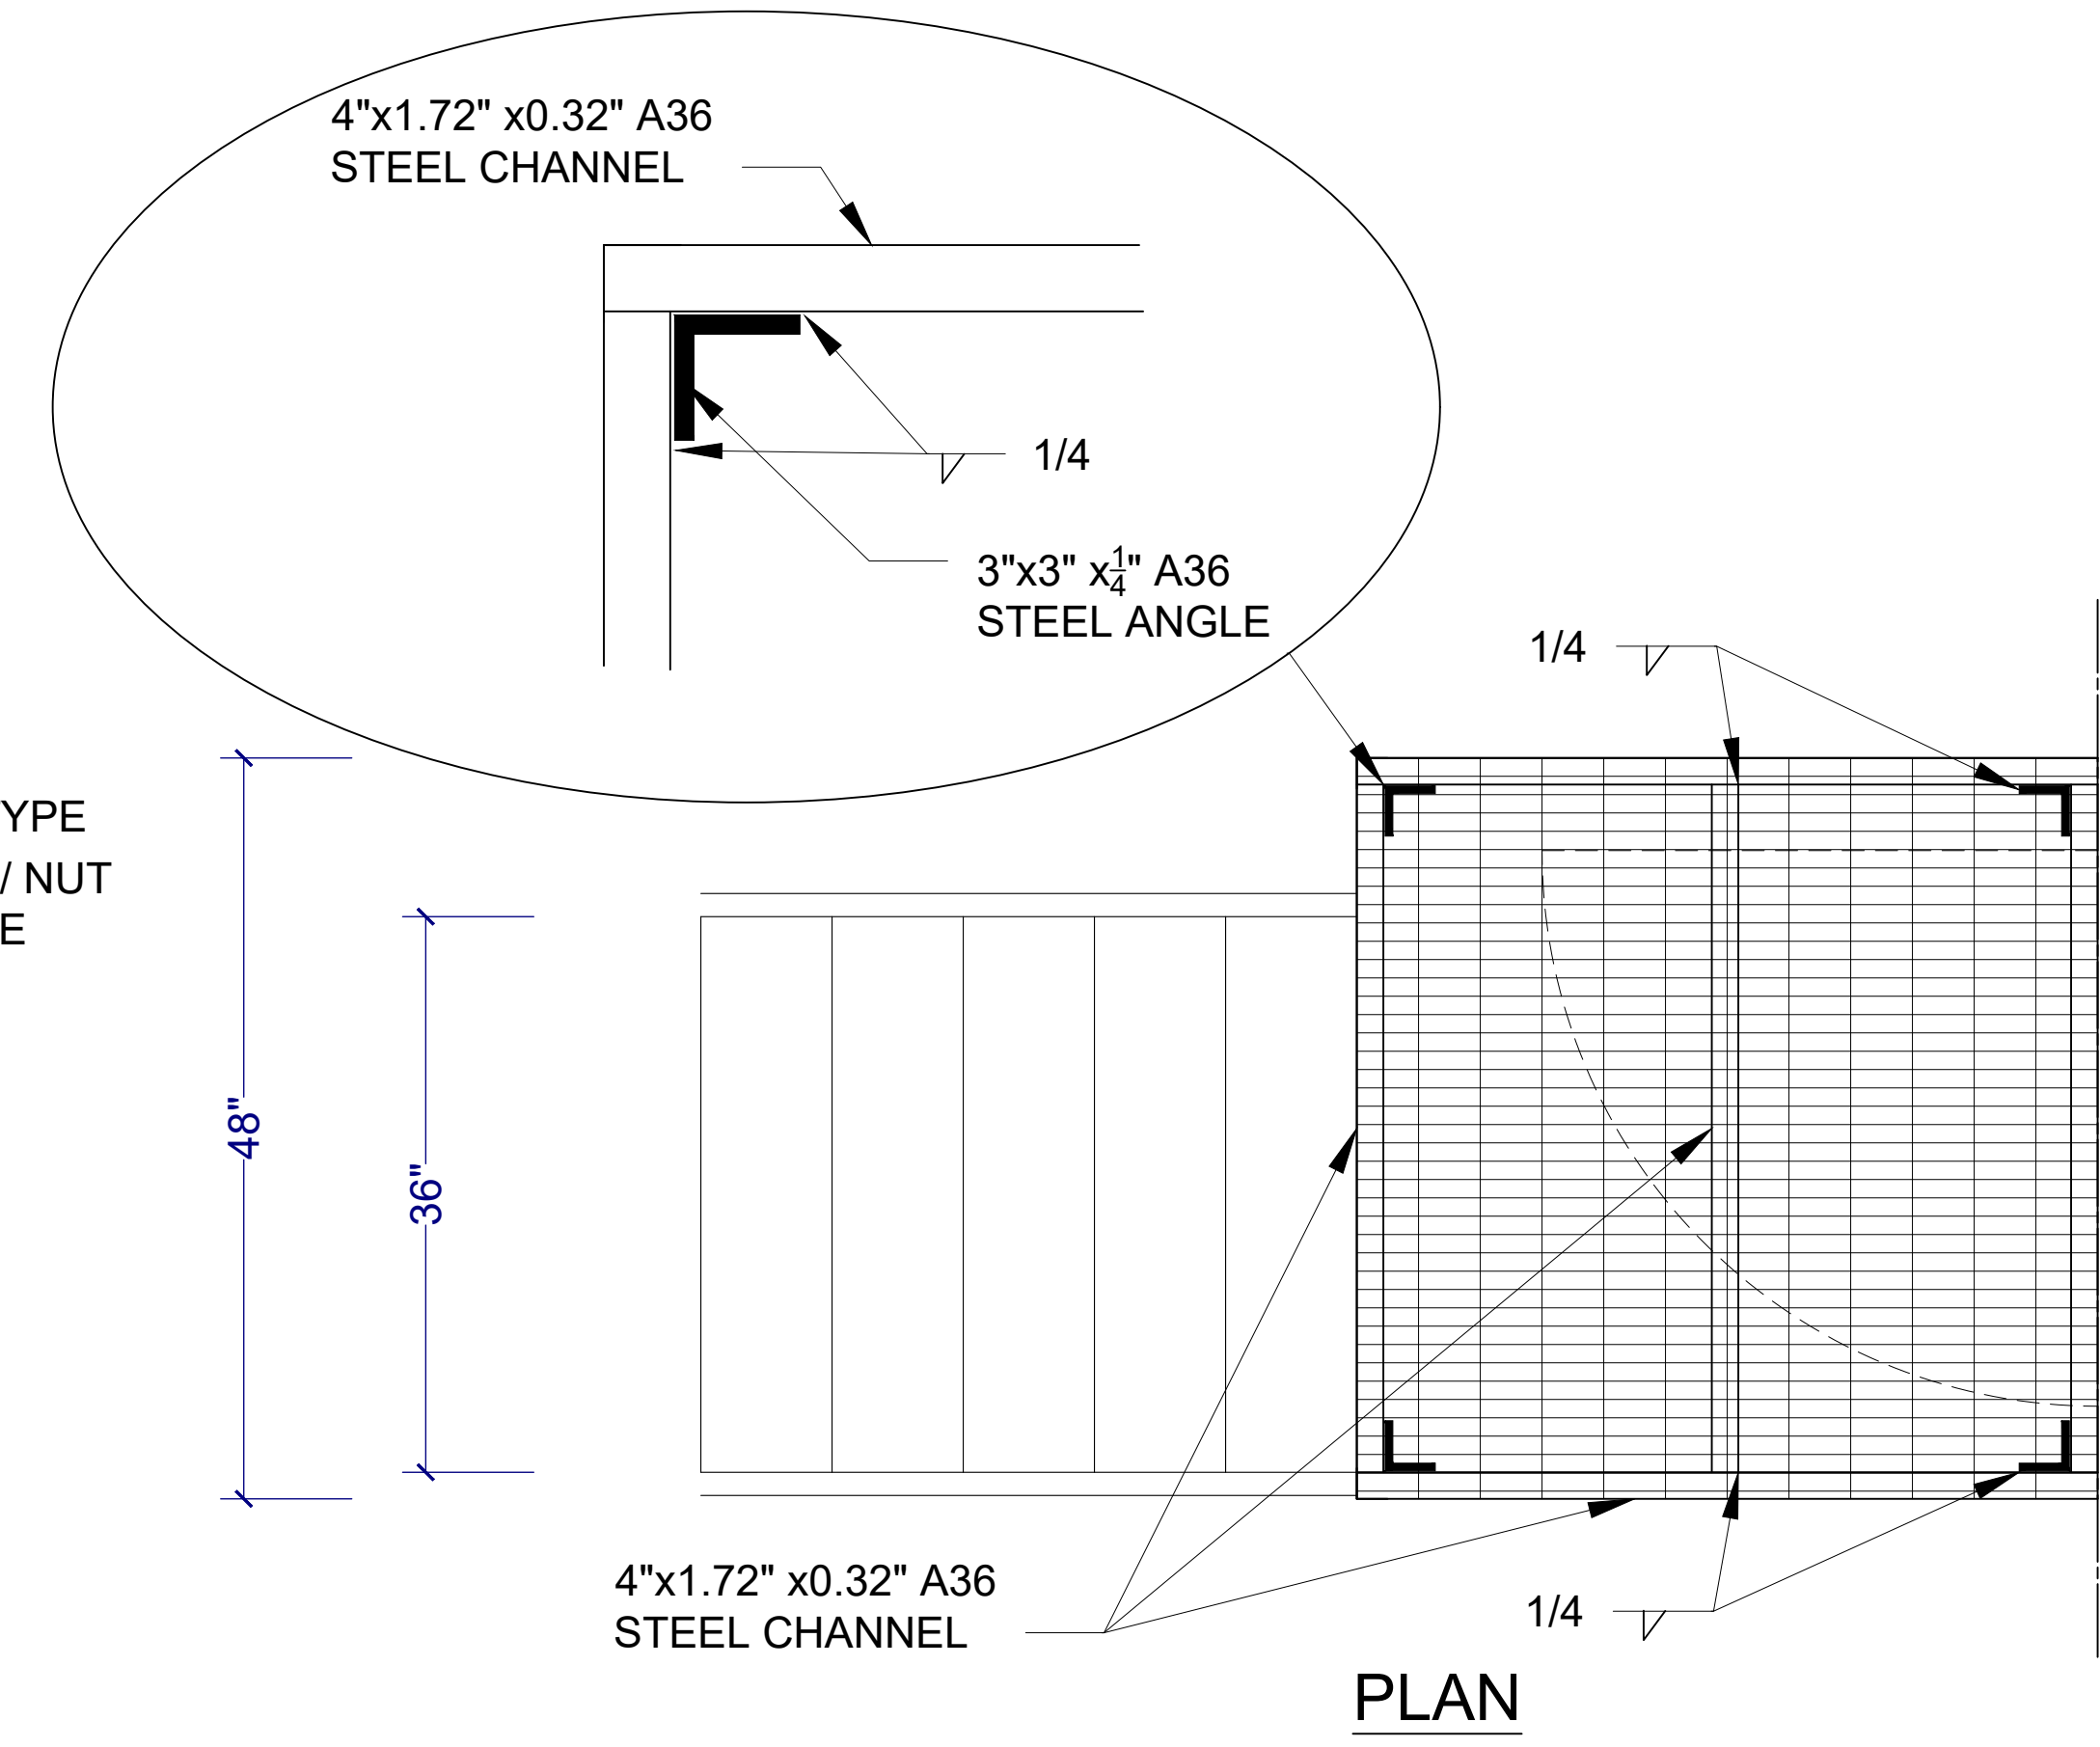 4"x1.72" x0.32" A36
STEEL CHANNEL
1/4
3"x3" x1/4" A36
STEEL ANGLE
1/4
YPE
/ NUT
E
48"
36"
4"x1.72" x0.32" A36
STEEL CHANNEL
1/4
PLAN